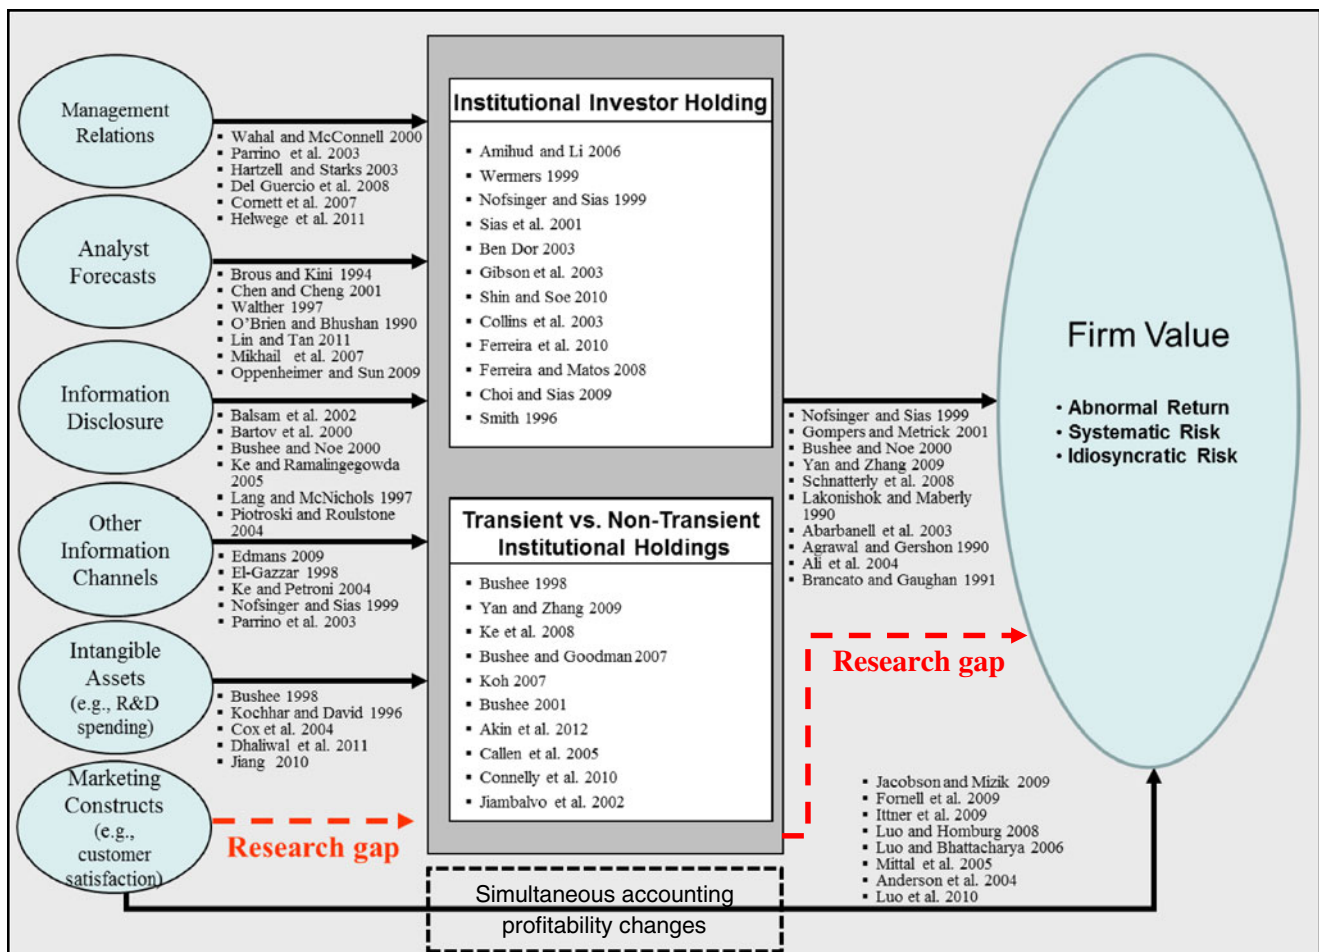 Management
Relations
▪ Wahal and McConnell 2000
▪ Parrino et al. 2003
▪ Hartzell and Starks 2003
▪ Del Guercio et al. 2008
▪ Cornett et al. 2007
▪ Helwege et al. 2011
Analyst
Forecasts
▪ Brous and Kini 1994
▪ Chen and Cheng 2001
▪ Walther 1997
▪ O'Brien and Bhushan 1990
▪ Lin and Tan 2011
▪ Mikhail et al. 2007
▪ Oppenheimer and Sun 2009
Information
Disclosure
▪ Balsam et al. 2002
▪ Bartov et al. 2000
▪ Bushee and Noe 2000
▪ Ke and Ramalingegowda
2005
▪ Lang and McNichols 1997
▪ Piotroski and Roulstone
2004
Other
Information
Channels
▪ Edmans 2009
▪ El-Gazzar 1998
▪ Ke and Petroni 2004
▪ Nofsinger and Sias 1999
▪ Parrino et al. 2003
Intangible
Assets
(e.g., R&D
spending)
▪ Bushee 1998
▪ Kochhar and David 1996
▪ Cox et al. 2004
▪ Dhaliwal et al. 2011
▪ Jiang 2010
Marketing
Constructs
(e.g.,
customer
satisfaction)
Research gap
Institutional Investor Holding
▪ Amihud and Li 2006
▪ Wermers 1999
▪ Nofsinger and Sias 1999
▪ Sias et al. 2001
▪ Ben Dor 2003
▪ Gibson et al. 2003
▪ Shin and Soe 2010
▪ Collins et al. 2003
▪ Ferreira et al. 2010
▪ Ferreira and Matos 2008
▪ Choi and Sias 2009
▪ Smith 1996
Transient vs. Non-Transient
Institutional Holdings
▪ Bushee 1998
▪ Yan and Zhang 2009
▪ Ke et al. 2008
▪ Bushee and Goodman 2007
▪ Koh 2007
▪ Bushee 2001
▪ Akin et al. 2012
▪ Callen et al. 2005
▪ Connelly et al. 2010
▪ Jiambalvo et al. 2002
Simultaneous accounting
profitability changes
▪ Nofsinger and Sias 1999
▪ Gompers and Metrick 2001
▪ Bushee and Noe 2000
▪ Yan and Zhang 2009
▪ Schnatterly et al. 2008
▪ Lakonishok and Maberly
1990
▪ Abarbanell et al. 2003
▪ Agrawal and Gershon 1990
▪ Ali et al. 2004
▪ Brancato and Gaughan 1991
Research gap
▪ Jacobson and Mizik 2009
▪ Fornell et al. 2009
▪ Ittner et al. 2009
▪ Luo and Homburg 2008
▪ Luo and Bhattacharya 2006
▪ Mittal et al. 2005
▪ Anderson et al. 2004
▪ Luo et al. 2010
Firm Value
• Abnormal Return
• Systematic Risk
• Idiosyncratic Risk